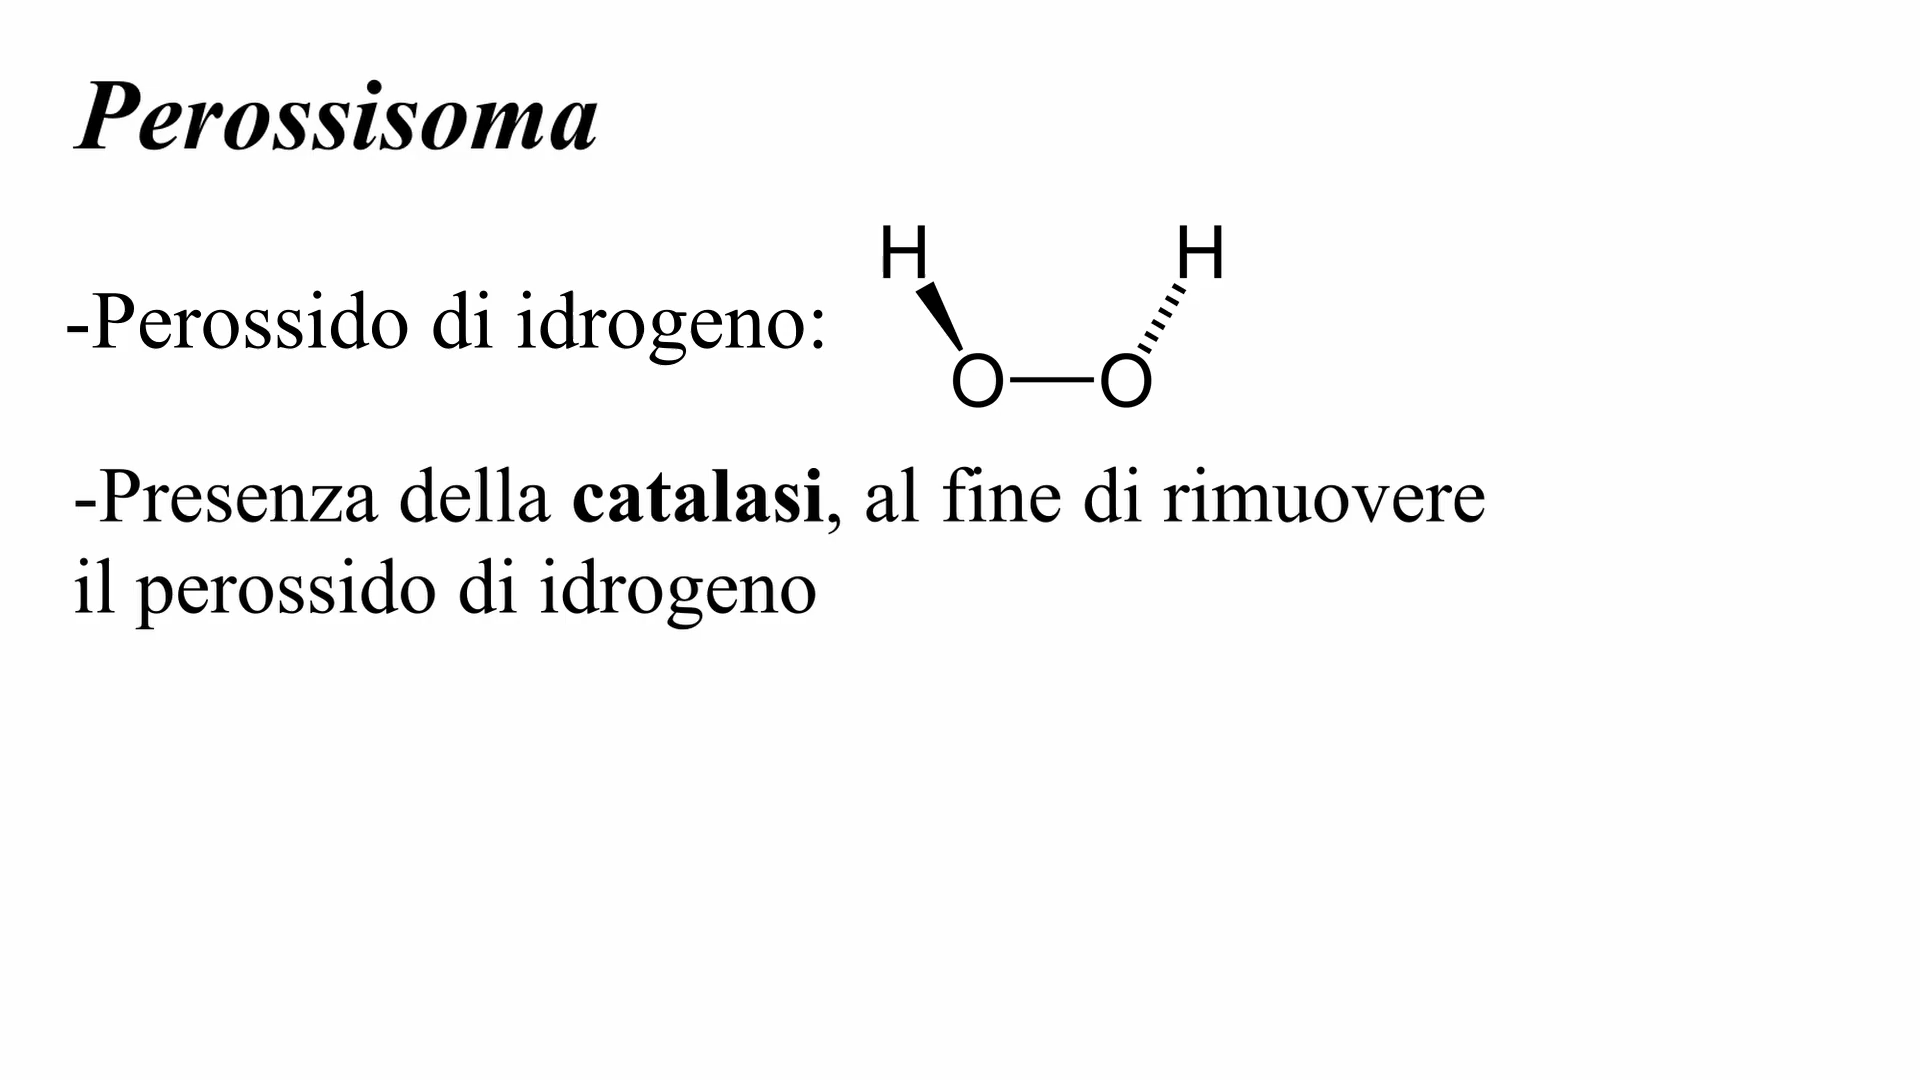 Perossisoma
-Perossido di idrogeno:
H H
O O
-Presenza della catalasi, al fine di rimuovere
il perossido di idrogeno